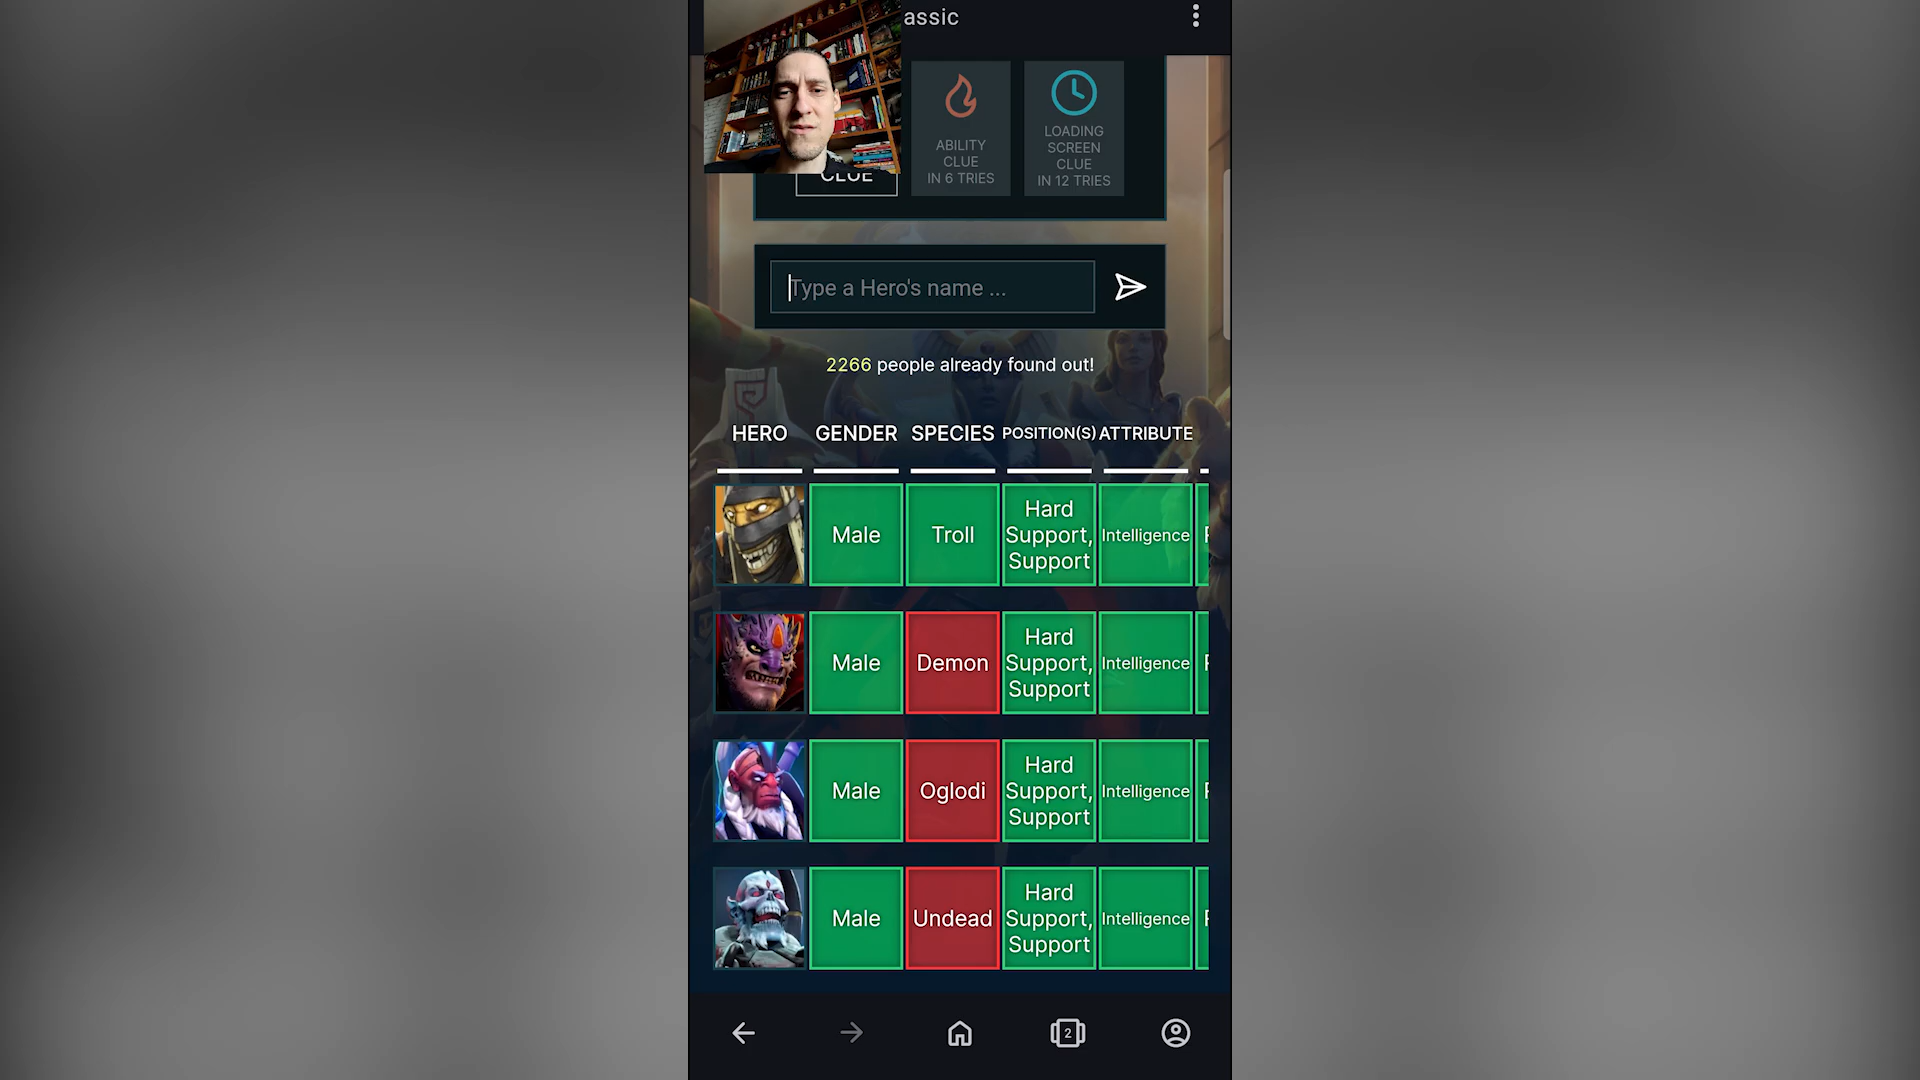 assic
CLUE
ABILITY
CLUE
IN 6 TRIES
LOADING
SCREEN
CLUE
IN 12 TRIES
Type a Hero's name ...
2266 people already found out!
HERO GENDER SPECIES POSITION(S) ATTRIBUTE
Male Troll Hard Support, Support Intelligence
Male Demon Hard Support, Support Intelligence
Male Oglodi Hard Support, Support Intelligence
Male Undead Hard Support, Support Intelligence
2